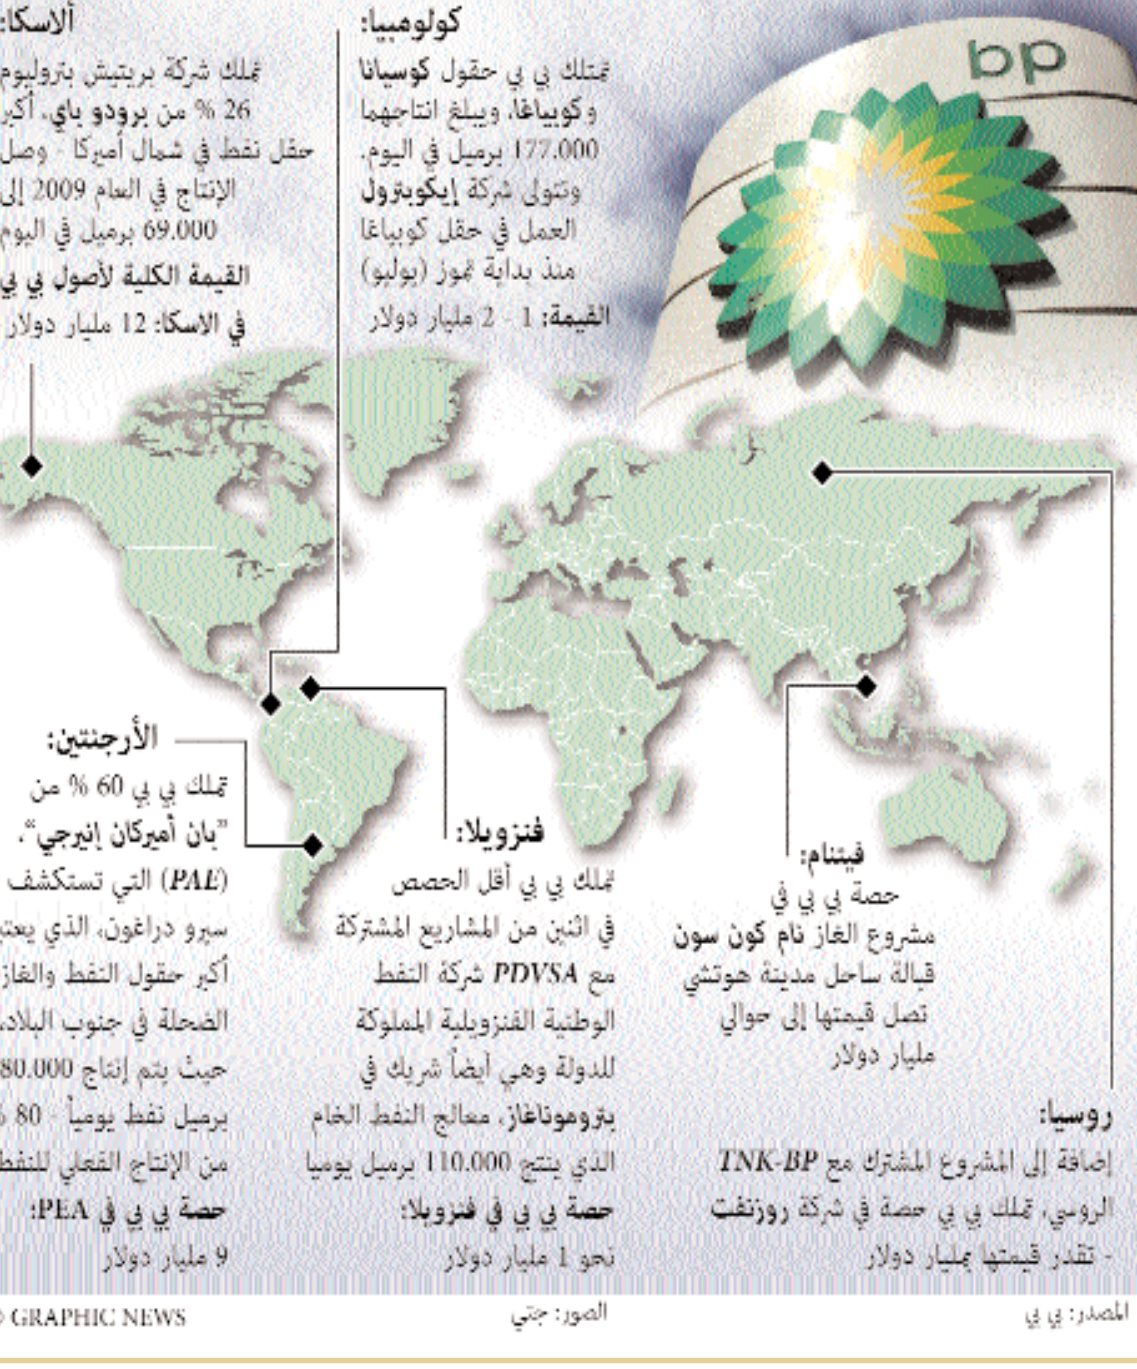 bp
كولومبيا:
تمتلك بي بي حقول كوسيانا
وكوبياغا، ويبلغ انتاجهما
177.000 برميل في اليوم.
وتتولى شركة إيكوبترول
العمل في حقل كوبياغا
منذ بداية تموز (يوليو)
القيمة: 1 - 2 مليار دولار
ألاسكا:
تملك شركة بريتيش بتروليوم
26 % من برودو باي، أكبر
حقل نفط في شمال أميركا - وصل
الإنتاج في العام 2009 إلى
69.000 برميل في اليوم
القيمة الكلية لأصول بي بي
في الاسكا: 12 مليار دولار
روسيا:
إضافة إلى المشروع المشترك مع TNK-BP
الروسي، تملك بي بي حصة في شركة روزنفت
- تقدر قيمتها بمليار دولار
فيتنام:
حصة بي بي في
مشروع الغاز نام كون سون
قبالة ساحل مدينة هوتشي
تصل قيمتها إلى حوالي
مليار دولار
فنزويلا:
تملك بي بي أقل الحصص
في اثنين من المشاريع المشتركة
مع PDVSA شركة النفط
الوطنية الفنزويلية المملوكة
للدولة وهي أيضاً شريك في
بتروموناغاز، معالج النفط الخام
الذي ينتج 110.000 برميل يوميا
حصة بي بي في فنزويلا:
نحو 1 مليار دولار
الأرجنتين:
تملك بي بي 60 % من
"بان أميركان إنيرجي"،
(PAE) التي تستكشف
سيرو دراغون، الذي يعتبر
أكبر حقول النفط والغاز
الضحلة في جنوب البلاد،
حيث يتم إنتاج 80.000
برميل نفط يومياً - 80 %
من الإنتاج الفعلي للنفط
حصة بي بي في PEA:
9 مليار دولار
المصدر: بي بي
الصور: جتي
© GRAPHIC NEWS